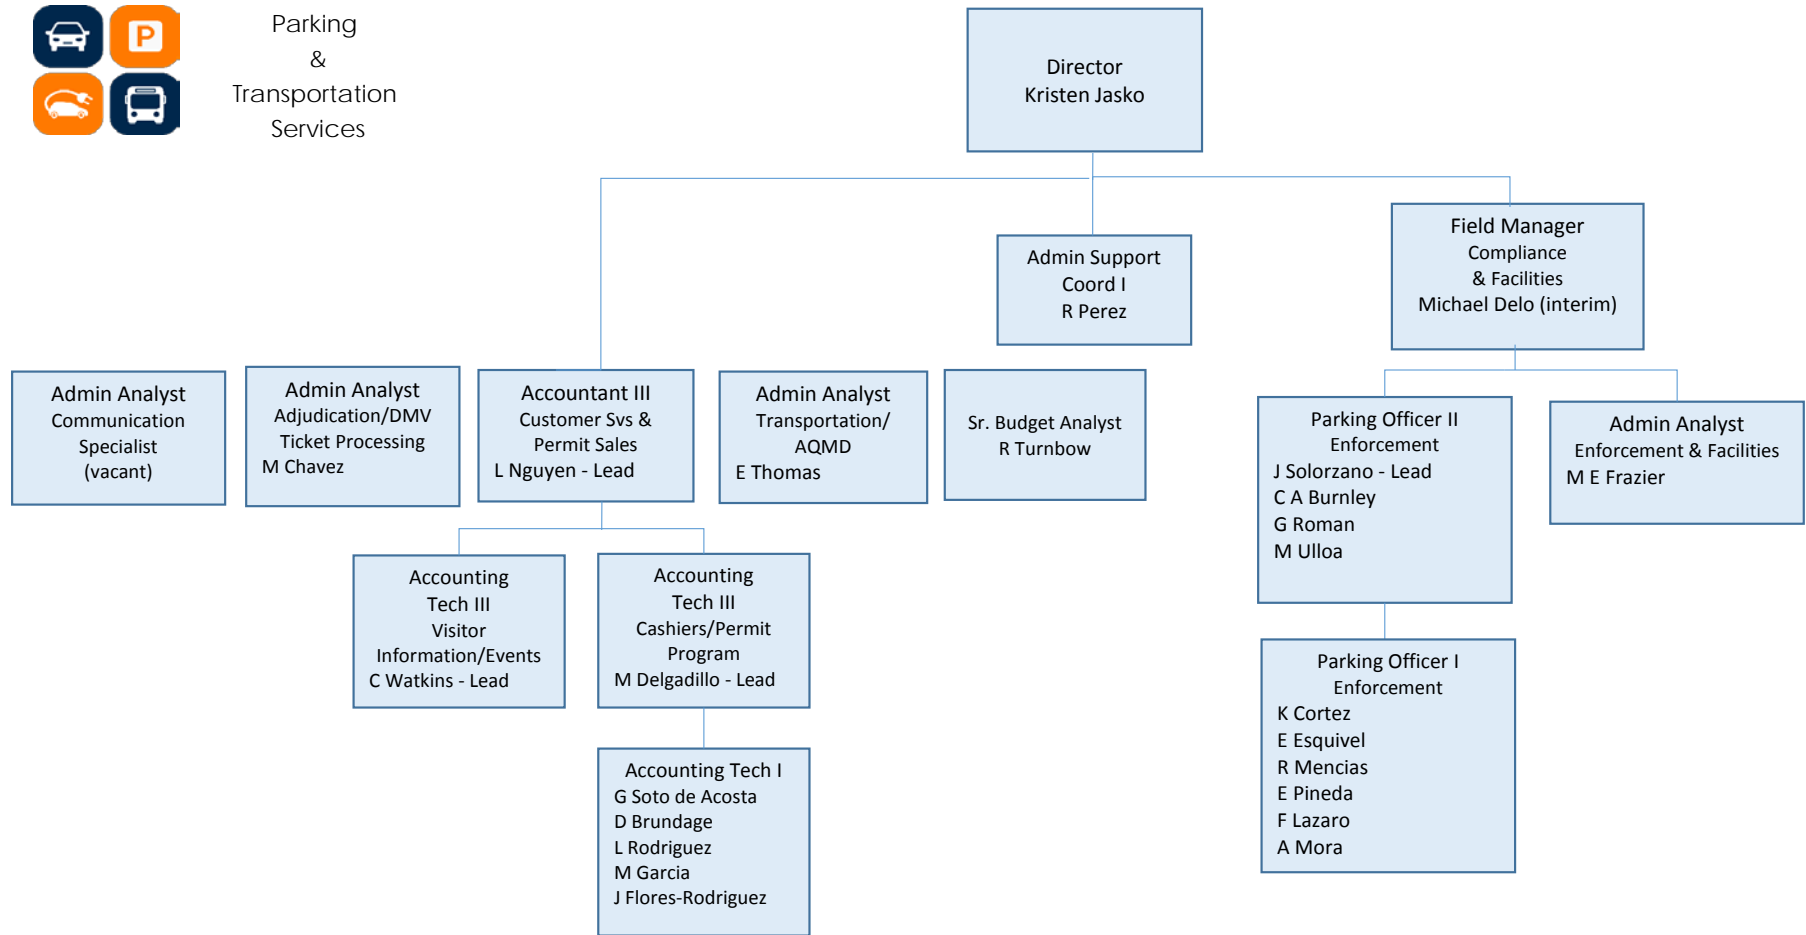 P
Parking
&
Transportation
Services
Director
Kristen Jasko
Admin Support
Coord I
R Perez
Field Manager
Compliance
& Facilities
Michael Delo (interim)
Admin Analyst
Communication
Specialist
(vacant)
Admin Analyst
Adjudication/DMV
Ticket Processing
M Chavez
Accountant III
Customer Svs &
Permit Sales
L Nguyen - Lead
Admin Analyst
Transportation/
AQMD
E Thomas
Sr. Budget Analyst
R Turnbow
Parking Officer II
Enforcement
J Solorzano - Lead
C A Burnley
G Roman
M Ulloa
Admin Analyst
Enforcement & Facilities
M E Frazier
Accounting
Tech III
Visitor
Information/Events
C Watkins - Lead
Accounting
Tech III
Cashiers/Permit
Program
M Delgadillo - Lead
Parking Officer I
Enforcement
K Cortez
E Esquivel
R Mencias
E Pineda
F Lazaro
A Mora
Accounting Tech I
G Soto de Acosta
D Brundage
L Rodriguez
M Garcia
J Flores-Rodriguez